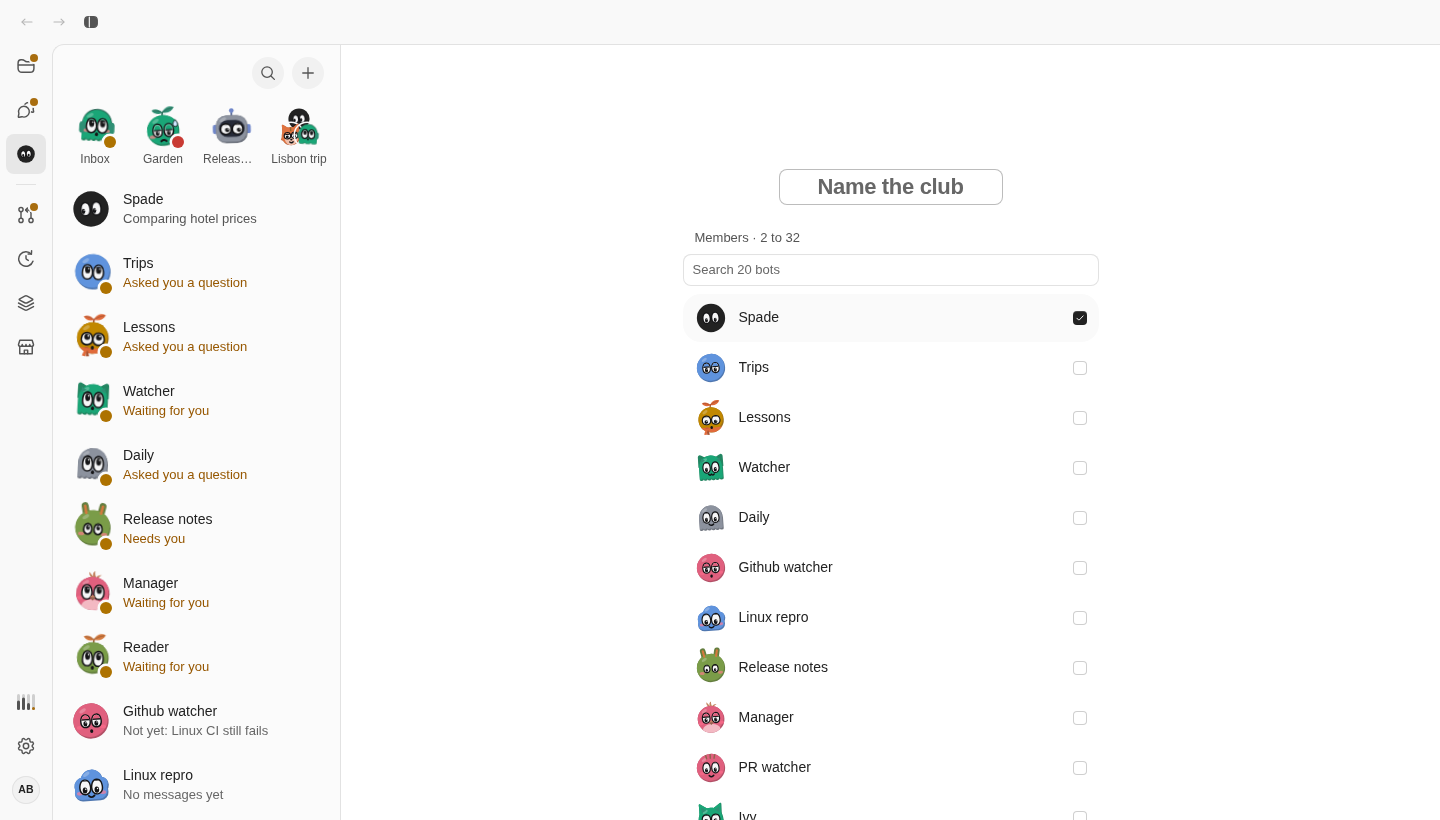 Inbox
Garden
Releas…
Lisbon trip
Spade
Comparing hotel prices
Trips
Asked you a question
Lessons
Asked you a question
Watcher
Waiting for you
Daily
Asked you a question
Release notes
Needs you
Manager
Waiting for you
Reader
Waiting for you
Github watcher
Not yet: Linux CI still fails
Linux repro
No messages yet
AB
Name the club
Members · 2 to 32
Search 20 bots
Spade
Trips
Lessons
Watcher
Daily
Github watcher
Linux repro
Release notes
Manager
PR watcher
Ivy